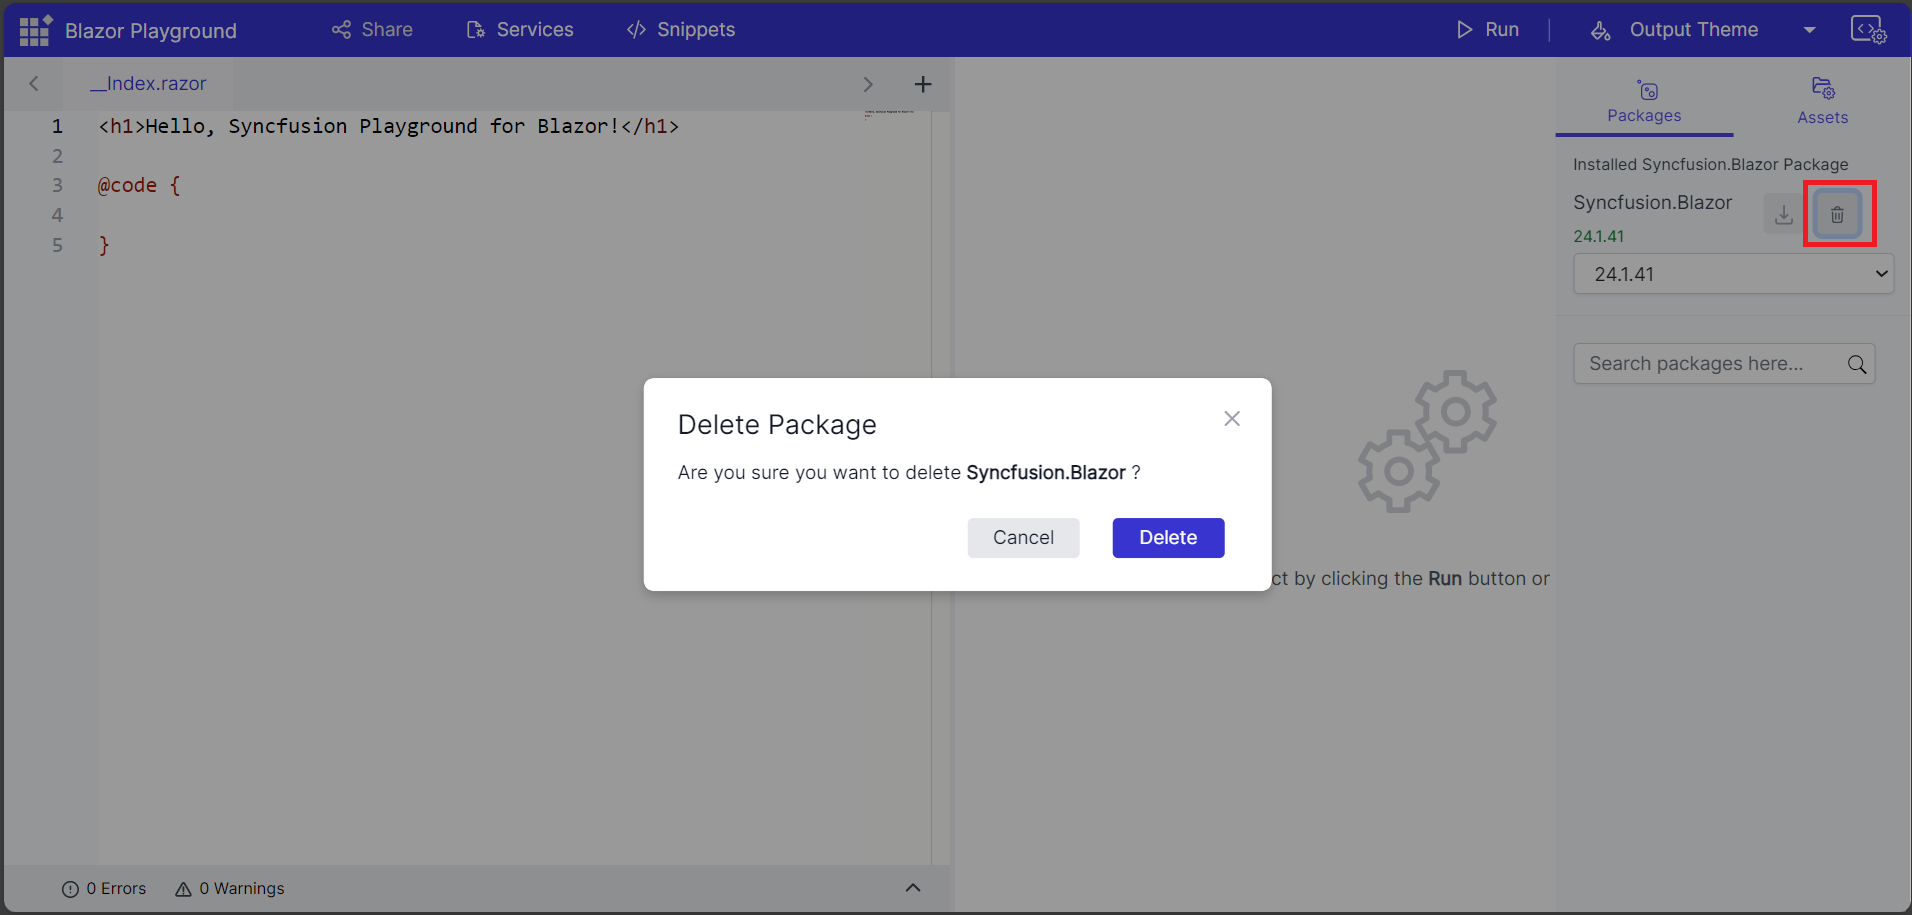 Blazor Playground
Share
Services
Snippets
Run
Output Theme
__Index.razor
1 <h1>Hello, Syncfusion Playground for Blazor!</h1>
2
3 @code {
4
5 }
Packages
Assets
Installed Syncfusion.Blazor Package
Syncfusion.Blazor
24.1.41
24.1.41
Search packages here...
Delete Package
Are you sure you want to delete Syncfusion.Blazor ?
Cancel
Delete
ct by clicking the Run button or
0 Errors
0 Warnings